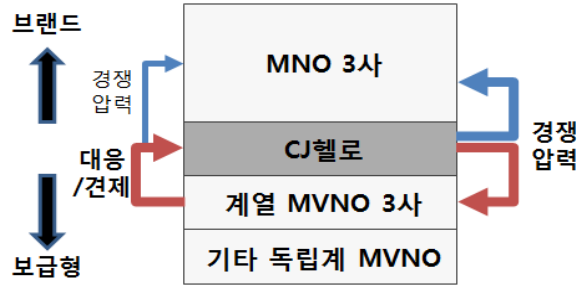 브랜드
MNO 3사
경쟁
압력
CJ헬로
경쟁
압력
대응
/견제
계열 MVNO 3사
기타 독립계 MVNO
보급형